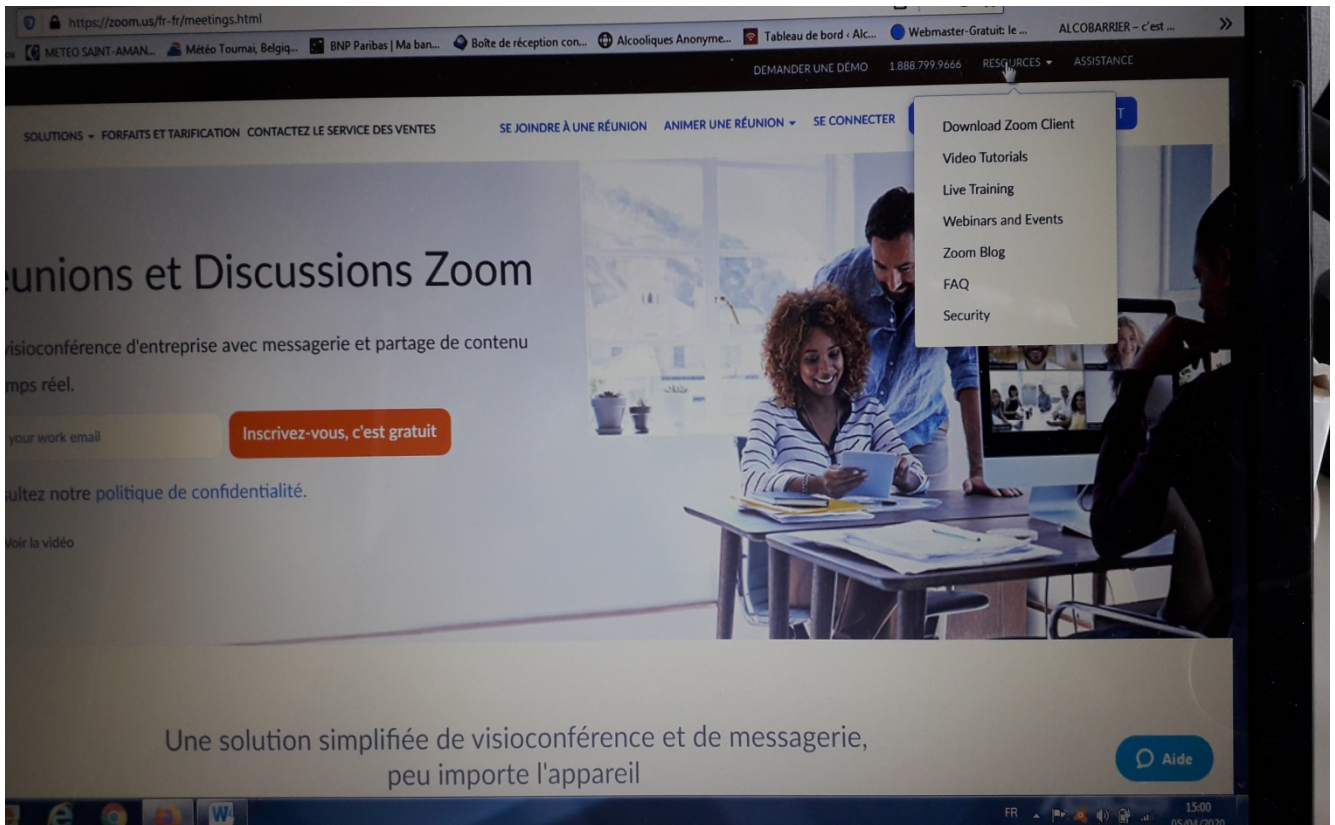 https://zoom.us/fr-fr/meetings.html
METEO SAINT-AMAN... Météo Tournai, Belgiq... BNP Paribas | Ma ban... Boîte de réception con... Alcooliques Anonyme... Tableau de bord ‹ Alc... Webmaster-Gratuit: le ... ALCOBARRIER – c'est ... »
DEMANDER UNE DÉMO 1.888.799.9666 RESOURCES ASSISTANCE
SOLUTIONS FORFAITS ET TARIFICATION CONTACTEZ LE SERVICE DES VENTES SE JOINDRE À UNE RÉUNION ANIMER UNE RÉUNION SE CONNECTER T
Download Zoom Client
Video Tutorials
Live Training
Webinars and Events
Zoom Blog
FAQ
Security
eunions et Discussions Zoom
visioconférence d'entreprise avec messagerie et partage de contenu
mps réel.
your work email Inscrivez-vous, c'est gratuit
sultez notre politique de confidentialité.
Voir la vidéo
Une solution simplifiée de visioconférence et de messagerie,
peu importe l'appareil
Aide
FR 15:00
05/04/2020